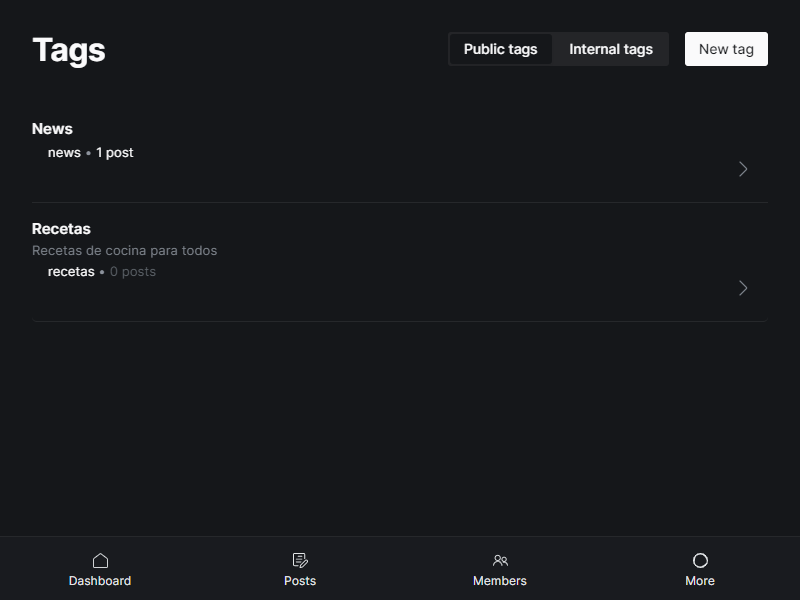 Tags
Public tags
Internal tags
New tag
News
news • 1 post
Recetas
Recetas de cocina para todos
recetas • 0 posts
Dashboard
Posts
Members
More